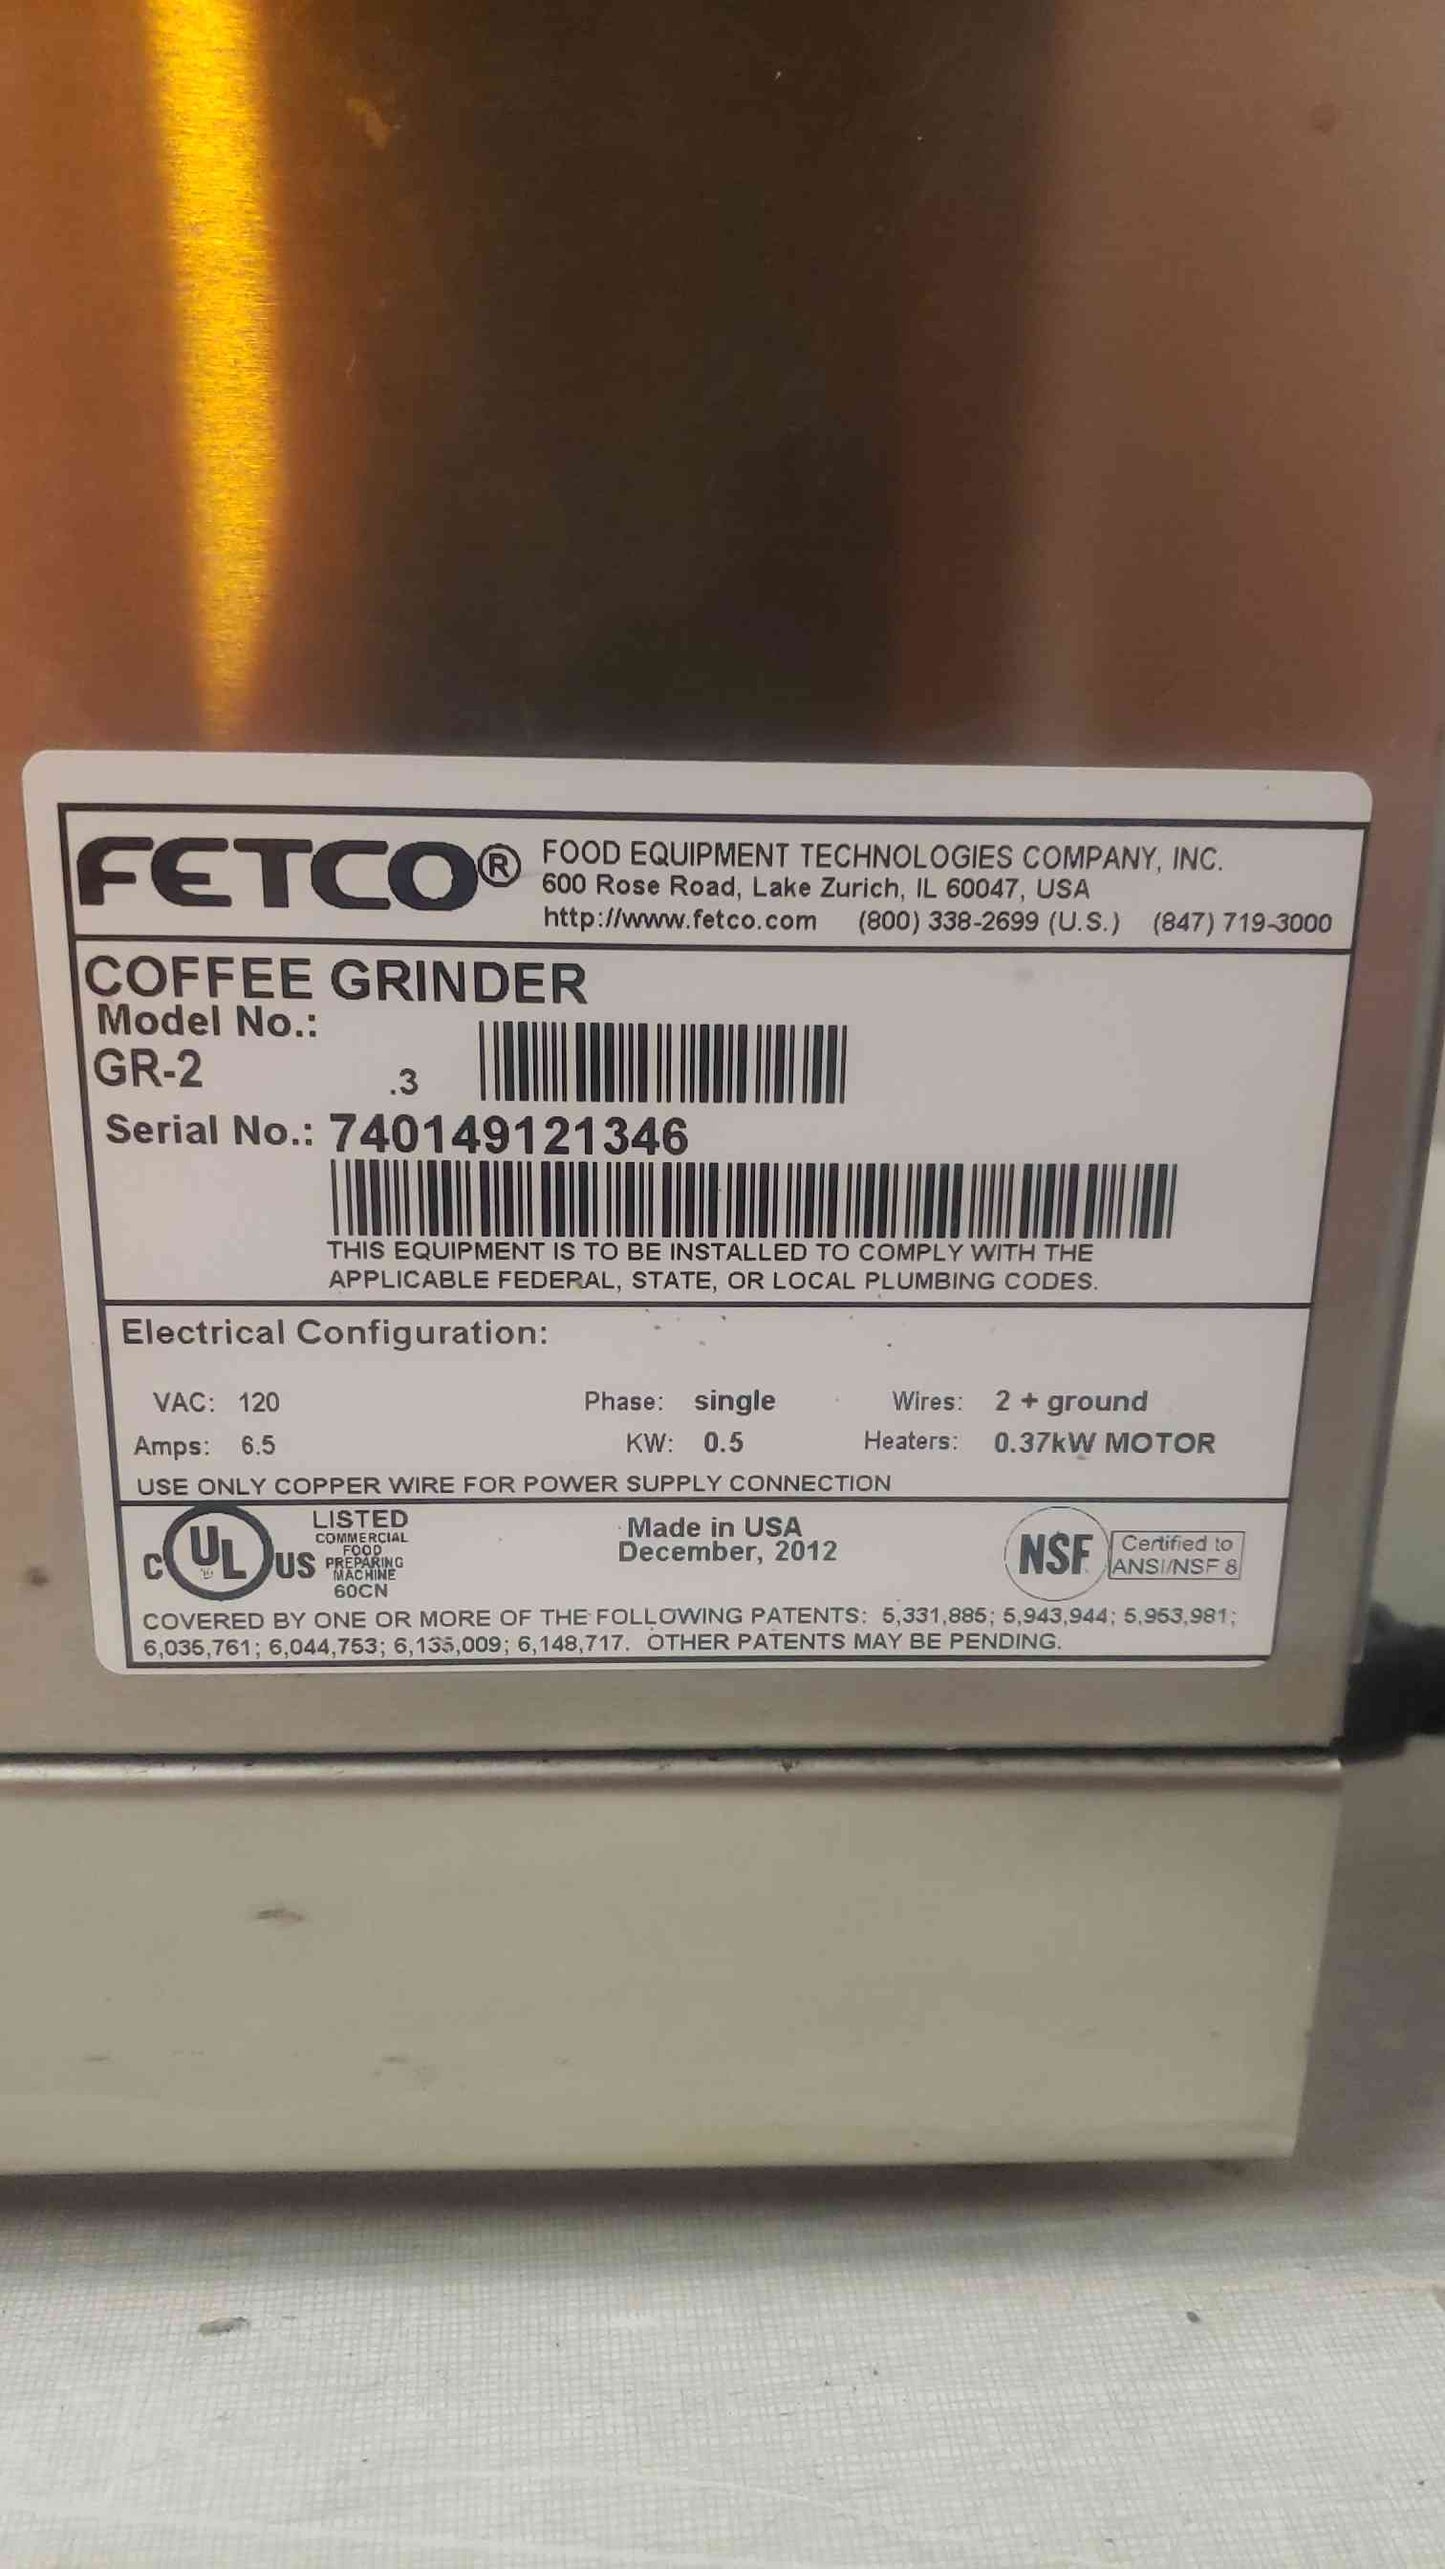 FETCO® FOOD EQUIPMENT TECHNOLOGIES COMPANY, INC.
600 Rose Road, Lake Zurich, IL 60047, USA
http://www.fetco.com (800) 338-2699 (U.S.) (847) 719-3000
COFFEE GRINDER
Model No.:
GR-2 .3
Serial No.: 740149121346
THIS EQUIPMENT IS TO BE INSTALLED TO COMPLY WITH THE
APPLICABLE FEDERAL, STATE, OR LOCAL PLUMBING CODES.
Electrical Configuration:
VAC: 120 Phase: single Wires: 2 + ground
Amps: 6.5 KW: 0.5 Heaters: 0.37kW MOTOR
USE ONLY COPPER WIRE FOR POWER SUPPLY CONNECTION
C UL US
LISTED
COMMERCIAL
FOOD
PREPARING
MACHINE
60CN
Made in USA
December, 2012
NSF
Certified to
ANSI/NSF 8
COVERED BY ONE OR MORE OF THE FOLLOWING PATENTS: 5,331,885; 5,943,944; 5,953,981;
6,035,761; 6,044,753; 6,135,009; 6,148,717. OTHER PATENTS MAY BE PENDING.